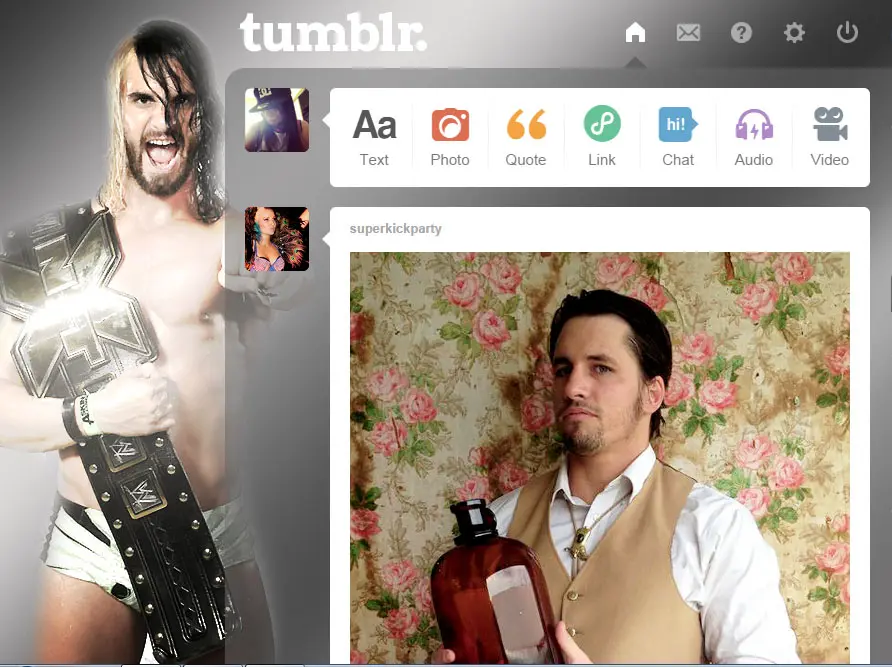 tumblr.
Aa
hi!
Text Photo Quote Link Chat Audio Video
superkickparty